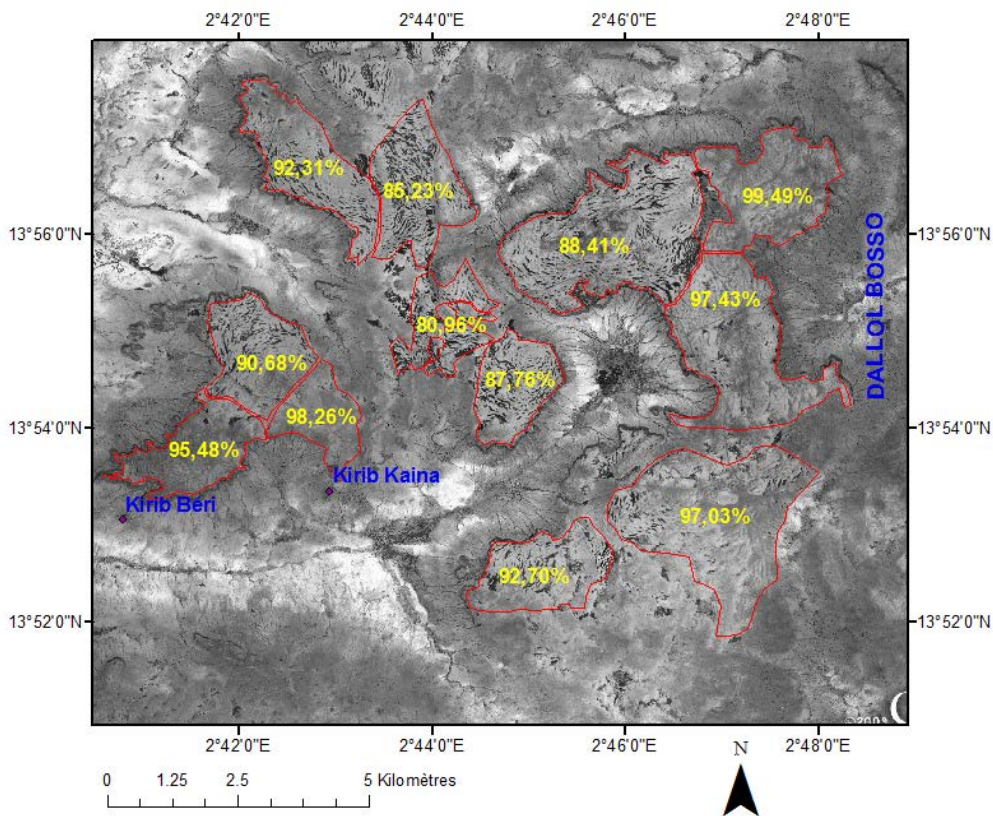 2°42'0"E 2°44'0"E 2°46'0"E 2°48'0"E
92,31%
85,23%
99,49%
13°56'0"N 13°56'0"N
88,41%
97,43%
DALLOL BOSSO
80,96%
90,68%
87,76%
98,26%
13°54'0"N 13°54'0"N
95,48%
Kirib Kaina
Kirib Béri
97,03%
92,70%
13°52'0"N 13°52'0"N
©2009
2°42'0"E 2°44'0"E 2°46'0"E 2°48'0"E
N
0 1.25 2.5 5 Kilomètres